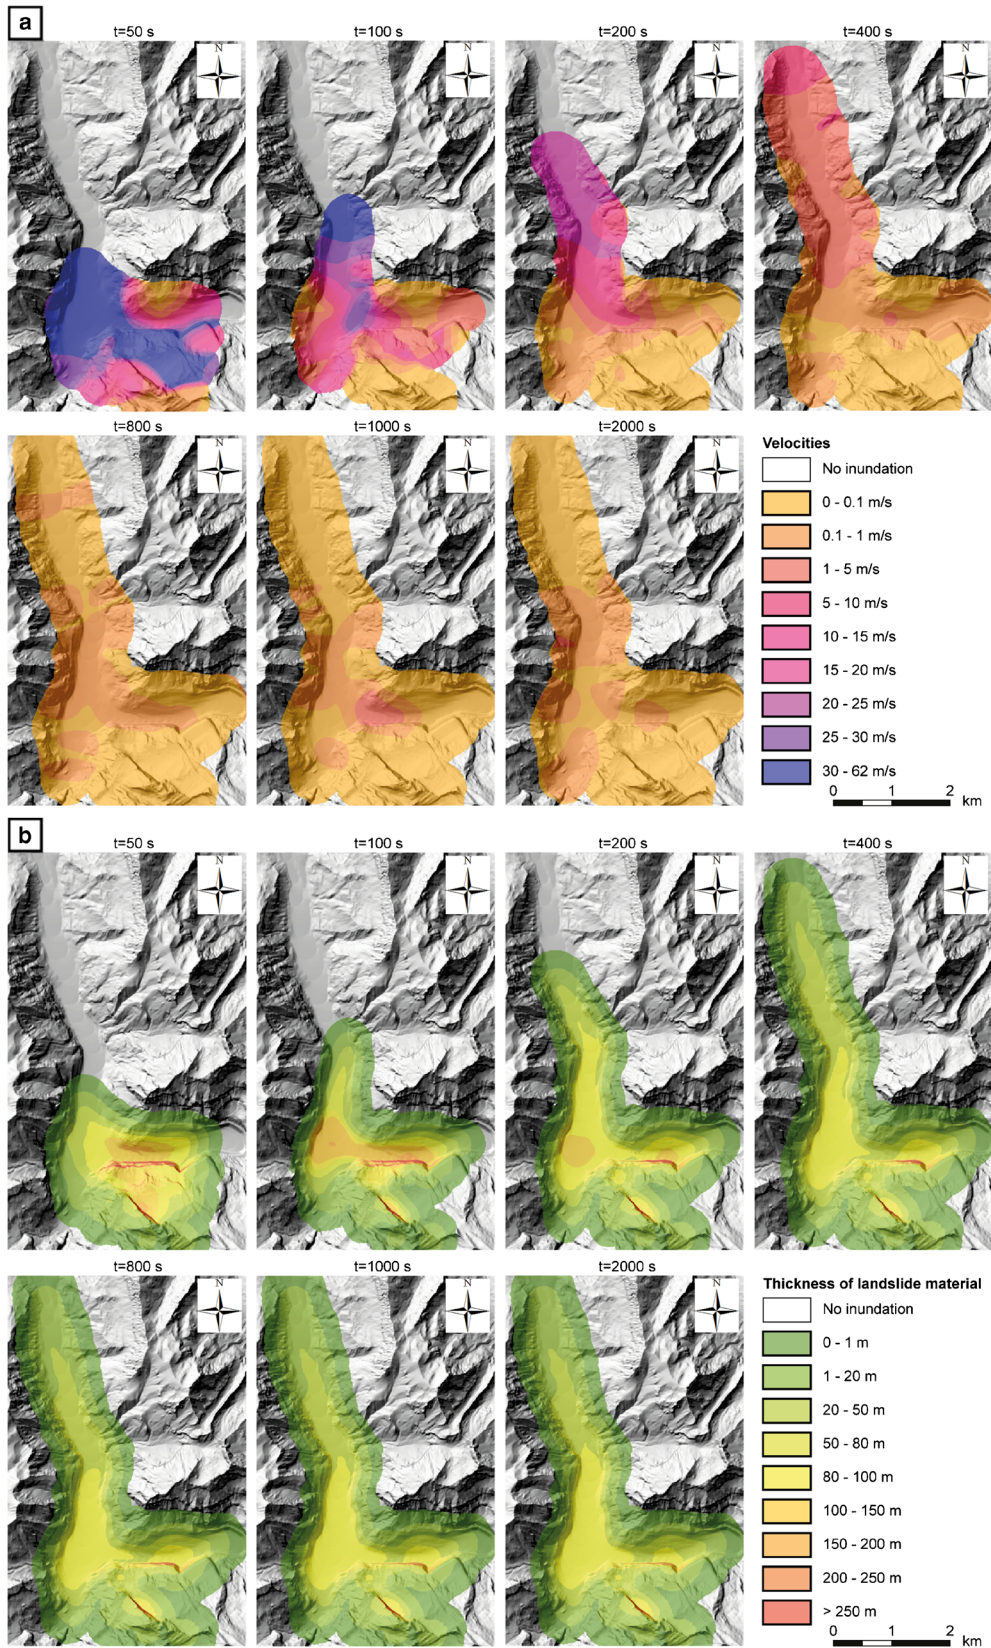 a
t=50 s
t=100 s
t=200 s
t=400 s
N
N
N
N
t=800 s
t=1000 s
t=2000 s
N
N
N
Velocities
No inundation
0 - 0.1 m/s
0.1 - 1 m/s
1 - 5 m/s
5 - 10 m/s
10 - 15 m/s
15 - 20 m/s
20 - 25 m/s
25 - 30 m/s
30 - 62 m/s
0 1 2
km
b
t=50 s
t=100 s
t=200 s
t=400 s
N
N
N
N
t=800 s
t=1000 s
t=2000 s
N
N
N
Thickness of landslide material
No inundation
0 - 1 m
1 - 20 m
20 - 50 m
50 - 80 m
80 - 100 m
100 - 150 m
150 - 200 m
200 - 250 m
> 250 m
0 1 2
km